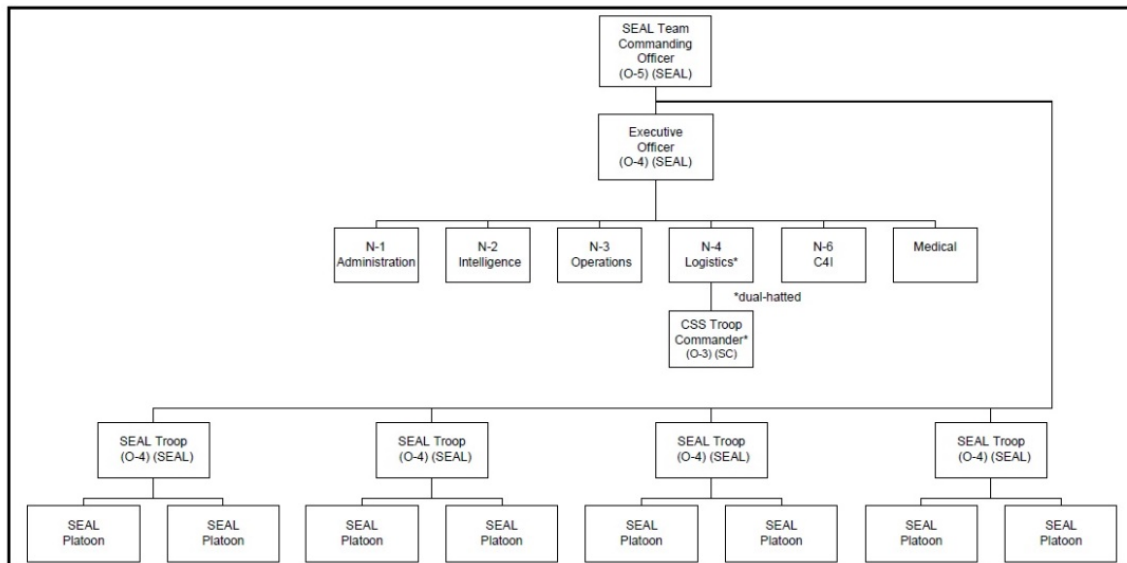 SEAL Team
Commanding
Officer
(O-5) (SEAL)
Executive
Officer
(O-4) (SEAL)
N-1
Administration
N-2
Intelligence
N-3
Operations
N-4
Logistics*
N-6
C4I
Medical
*dual-hatted
CSS Troop
Commander*
(O-3) (SC)
SEAL Troop
(O-4) (SEAL)
SEAL Troop
(O-4) (SEAL)
SEAL Troop
(O-4) (SEAL)
SEAL Troop
(O-4) (SEAL)
SEAL
Platoon
SEAL
Platoon
SEAL
Platoon
SEAL
Platoon
SEAL
Platoon
SEAL
Platoon
SEAL
Platoon
SEAL
Platoon